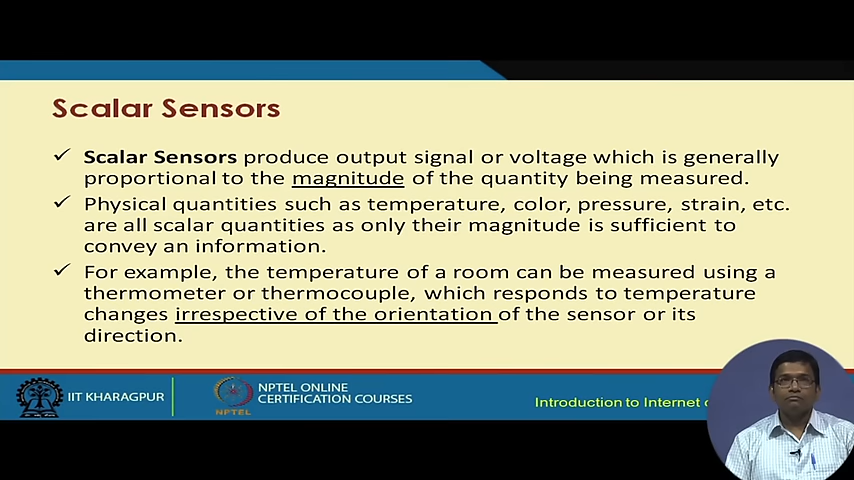 Scalar Sensors
✓ Scalar Sensors produce output signal or voltage which is generally
proportional to the magnitude of the quantity being measured.
✓ Physical quantities such as temperature, color, pressure, strain, etc.
are all scalar quantities as only their magnitude is sufficient to
convey an information.
✓ For example, the temperature of a room can be measured using a
thermometer or thermocouple, which responds to temperature
changes irrespective of the orientation of the sensor or its
direction.
IIT KHARAGPUR
NPTEL
NPTEL ONLINE
CERTIFICATION COURSES
Introduction to Internet